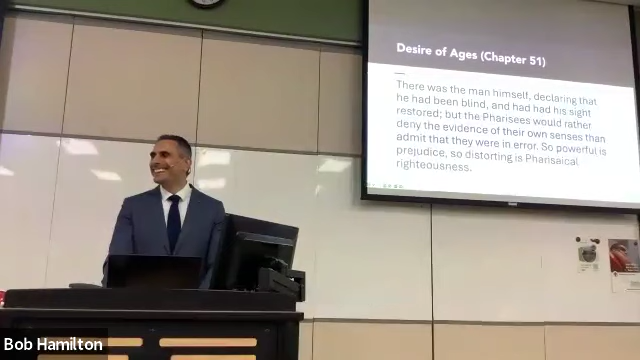 Desire of Ages (Chapter 51)
There was the man himself, declaring that
he had been blind, and had had his sight
restored; but the Pharisees would rather
deny the evidence of their own senses than
admit that they were in error. So powerful is
prejudice, so distorting is Pharisaical
righteousness.
Bob Hamilton